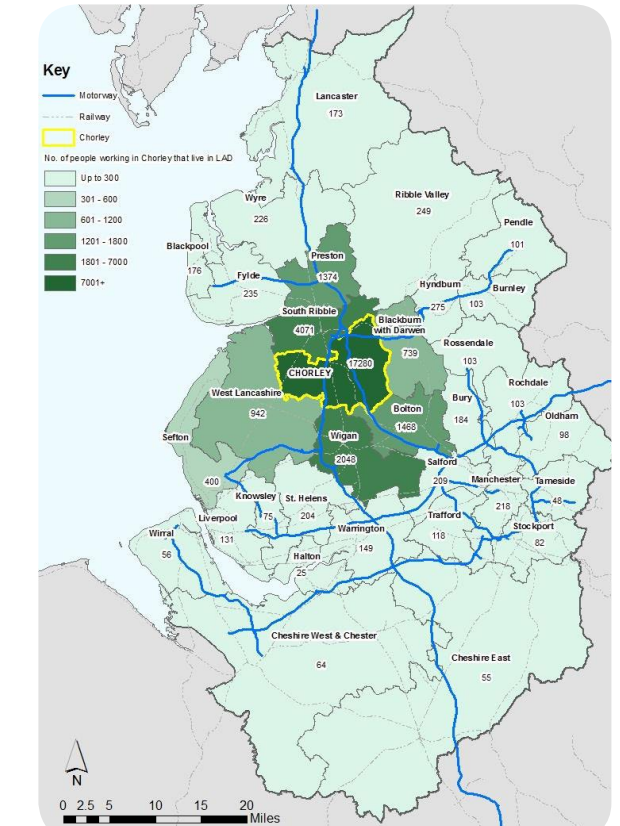 Key
Motorway
Railway
Chorley
No. of people working in Chorley that live in LAD
Up to 300
301 - 600
601 - 1200
1201 - 1800
1801 - 7000
7001+
Lancaster
173
Ribble Valley
249
Wyre
226
Pendle
101
Blackpool
176
Preston
1374
Fylde
235
Hyndburn
275
Burnley
103
South Ribble
4071
Blackburn
with Darwen
739
Rossendale
103
CHORLEY
17280
Rochdale
103
West Lancashire
942
Bolton
1468
Bury
184
Oldham
98
Sefton
400
Wigan
2048
Salford
209
Manchester
218
Tameside
48
Knowsley
75
St. Helens
204
Liverpool
131
Warrington
149
Trafford
118
Stockport
82
Wirral
56
Halton
25
Cheshire West & Chester
64
Cheshire East
55
N
0 2.5 5 10 15 20
Miles